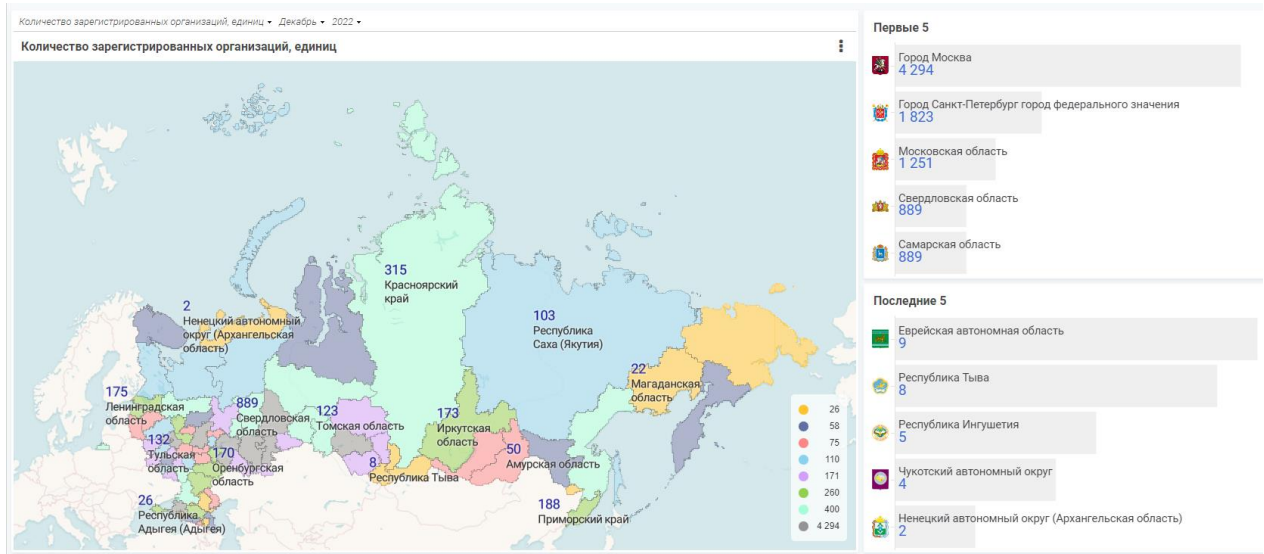 Количество зарегистрированных организаций, единиц Декабрь 2022
Количество зарегистрированных организаций, единиц
315
Красноярский
край
2
Ненецкий автономный
округ (Архангельская
область)
103
Республика
Саха (Якутия)
22
Магаданская
область
175
Ленинградская
область
889
Свердловская
область
123
Томская область
173
Иркутская
область
132
Тульская
область
170
Оренбургская
область
8
Республика Тыва
50
Амурская область
26
Республика
Адыгея (Адыгея)
188
Приморский край
26
58
75
110
171
260
400
4 294
Первые 5
Город Москва
4 294
Город Санкт-Петербург город федерального значения
1 823
Московская область
1 251
Свердловская область
889
Самарская область
889
Последние 5
Еврейская автономная область
9
Республика Тыва
8
Республика Ингушетия
5
Чукотский автономный округ
4
Ненецкий автономный округ (Архангельская область)
2